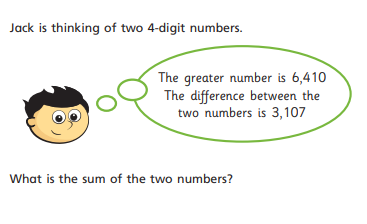 Jack is thinking of two 4-digit numbers.
The greater number is 6,410
The difference between the
two numbers is 3,107
What is the sum of the two numbers?